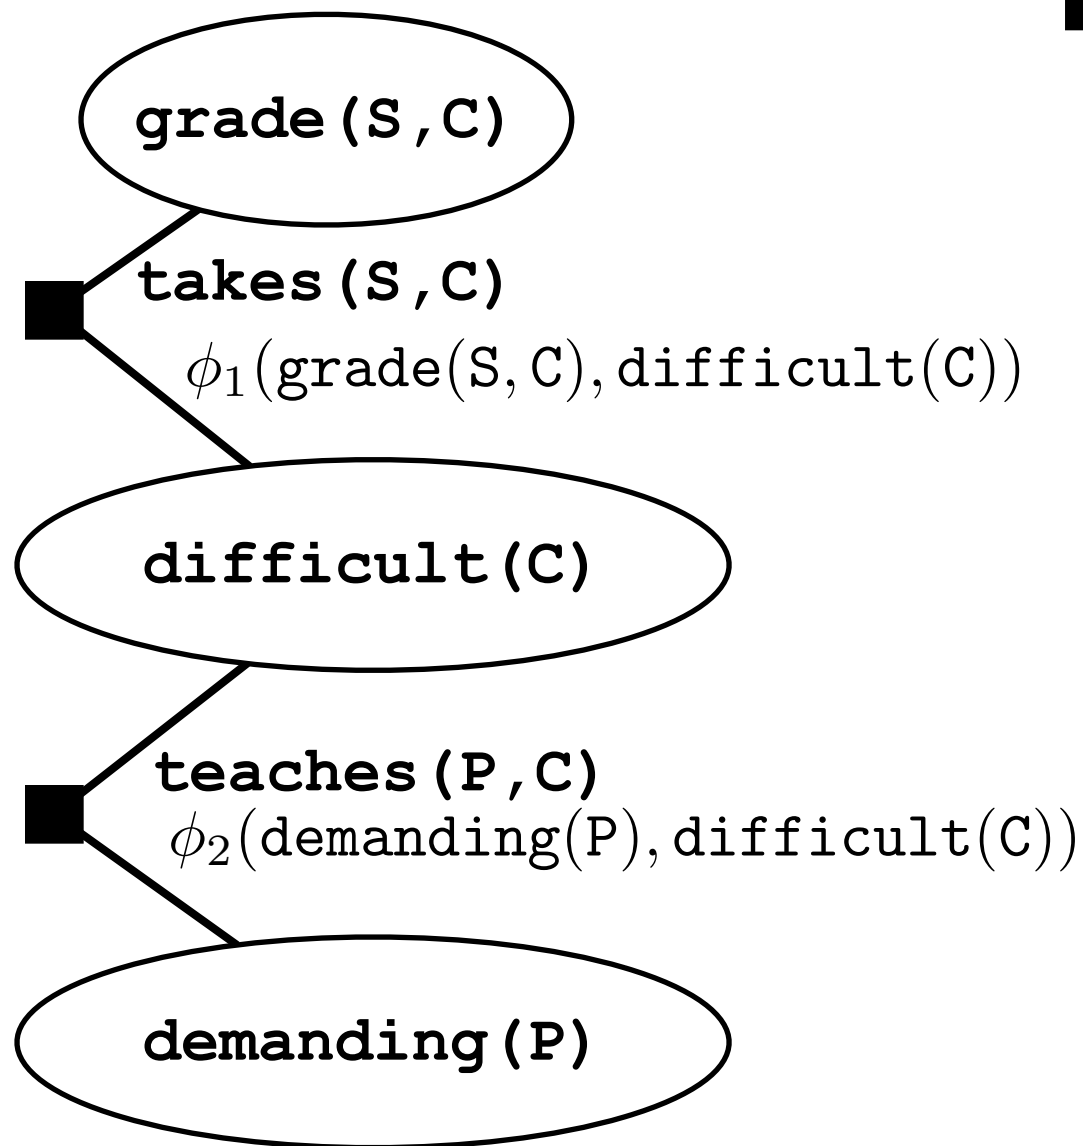 grade(S,C)
takes(S,C)
ϕ₁(grade(S, C), difficult(C))
difficult(C)
teaches(P,C)
ϕ₂(demanding(P), difficult(C))
demanding(P)